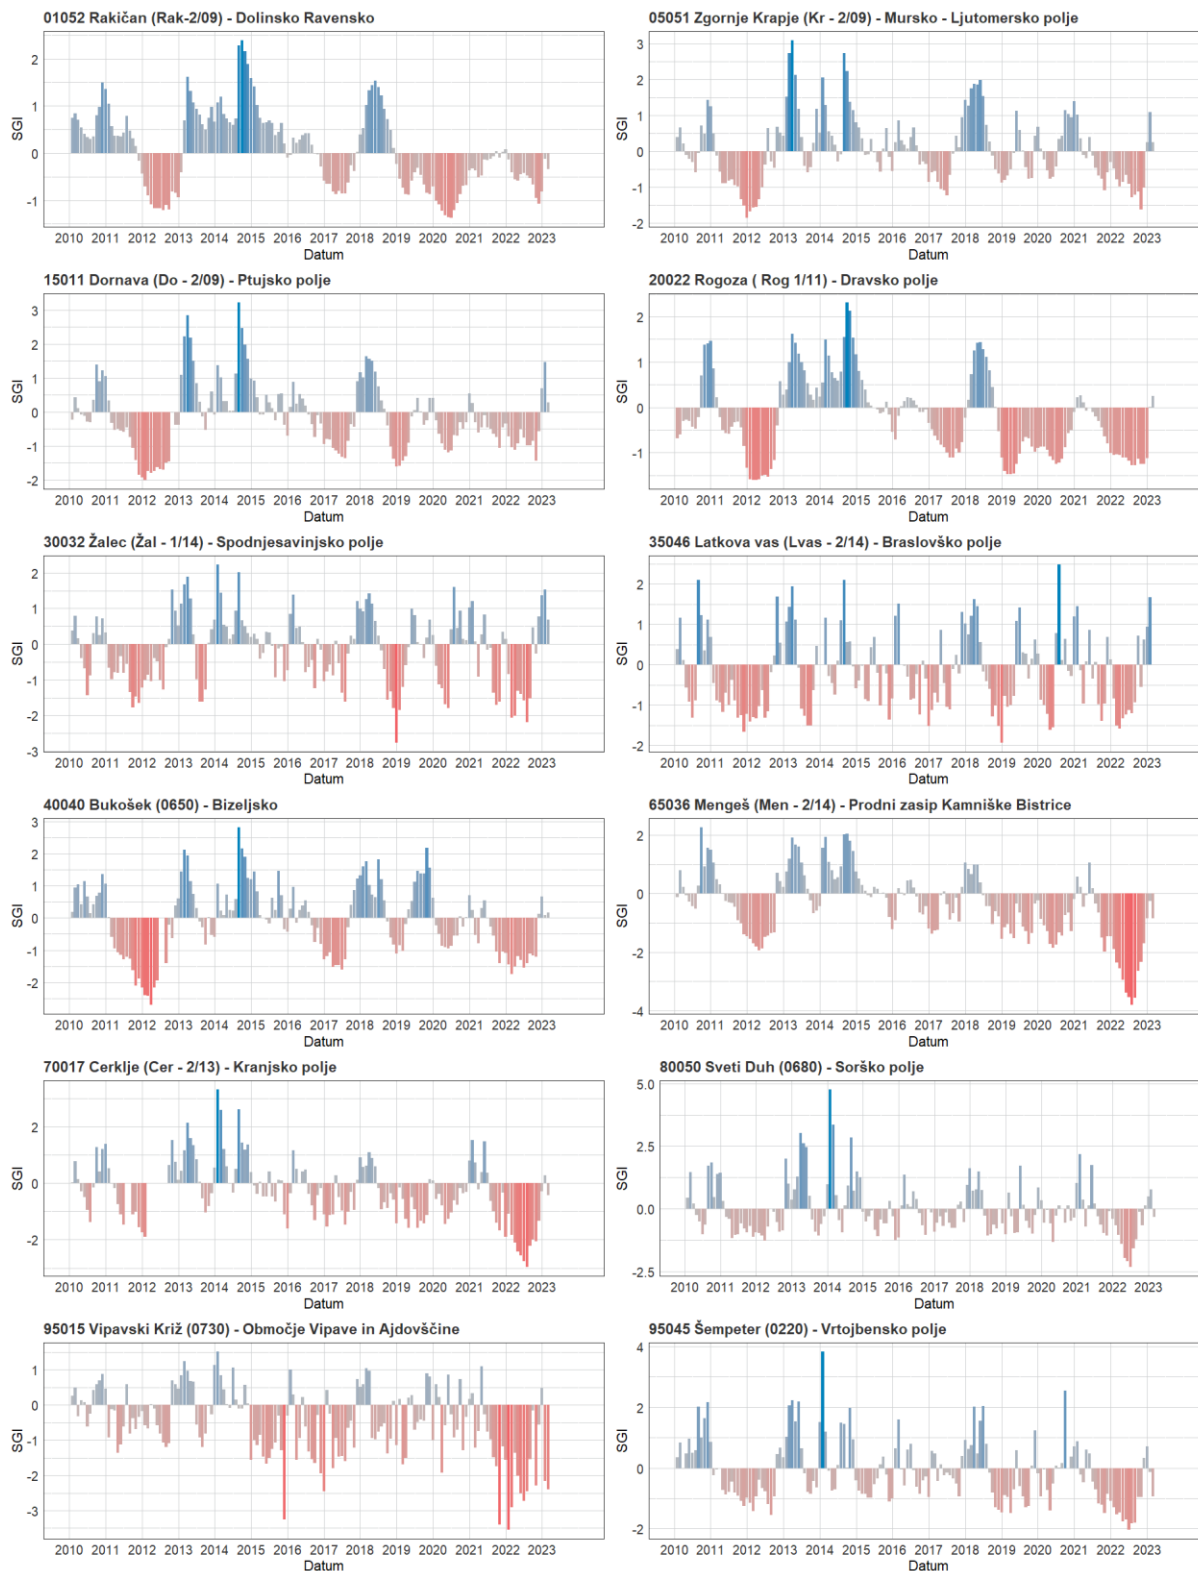 01052 Rakičan (Rak-2/09) - Dolinsko Ravensko
SGI
2
1
0
-1
2010 2011 2012 2013 2014 2015 2016 2017 2018 2019 2020 2021 2022 2023
Datum
05051 Zgornje Krapje (Kr - 2/09) - Mursko - Ljutomersko polje
SGI
3
2
1
0
-1
-2
2010 2011 2012 2013 2014 2015 2016 2017 2018 2019 2020 2021 2022 2023
Datum
15011 Dornava (Do - 2/09) - Ptujsko polje
SGI
3
2
1
0
-1
-2
2010 2011 2012 2013 2014 2015 2016 2017 2018 2019 2020 2021 2022 2023
Datum
20022 Rogoza ( Rog 1/11) - Dravsko polje
SGI
2
1
0
-1
2010 2011 2012 2013 2014 2015 2016 2017 2018 2019 2020 2021 2022 2023
Datum
30032 Žalec (Žal - 1/14) - Spodnjesavinjsko polje
SGI
2
1
0
-1
-2
-3
2010 2011 2012 2013 2014 2015 2016 2017 2018 2019 2020 2021 2022 2023
Datum
35046 Latkova vas (Lvas - 2/14) - Braslovško polje
SGI
2
1
0
-1
-2
2010 2011 2012 2013 2014 2015 2016 2017 2018 2019 2020 2021 2022 2023
Datum
40040 Bukošek (0650) - Bizeljsko
SGI
3
2
1
0
-1
-2
2010 2011 2012 2013 2014 2015 2016 2017 2018 2019 2020 2021 2022 2023
Datum
65036 Mengeš (Men - 2/14) - Prodni zasip Kamniške Bistrice
SGI
2
0
-2
-4
2010 2011 2012 2013 2014 2015 2016 2017 2018 2019 2020 2021 2022 2023
Datum
70017 Cerklje (Cer - 2/13) - Kranjsko polje
SGI
2
0
-2
2010 2011 2012 2013 2014 2015 2016 2017 2018 2019 2020 2021 2022 2023
Datum
80050 Sveti Duh (0680) - Sorško polje
SGI
5.0
2.5
0.0
-2.5
2010 2011 2012 2013 2014 2015 2016 2017 2018 2019 2020 2021 2022 2023
Datum
95015 Vipavski Križ (0730) - Območje Vipave in Ajdovščine
SGI
1
0
-1
-2
-3
2010 2011 2012 2013 2014 2015 2016 2017 2018 2019 2020 2021 2022 2023
Datum
95045 Šempeter (0220) - Vrtojbensko polje
SGI
4
2
0
-2
2010 2011 2012 2013 2014 2015 2016 2017 2018 2019 2020 2021 2022 2023
Datum